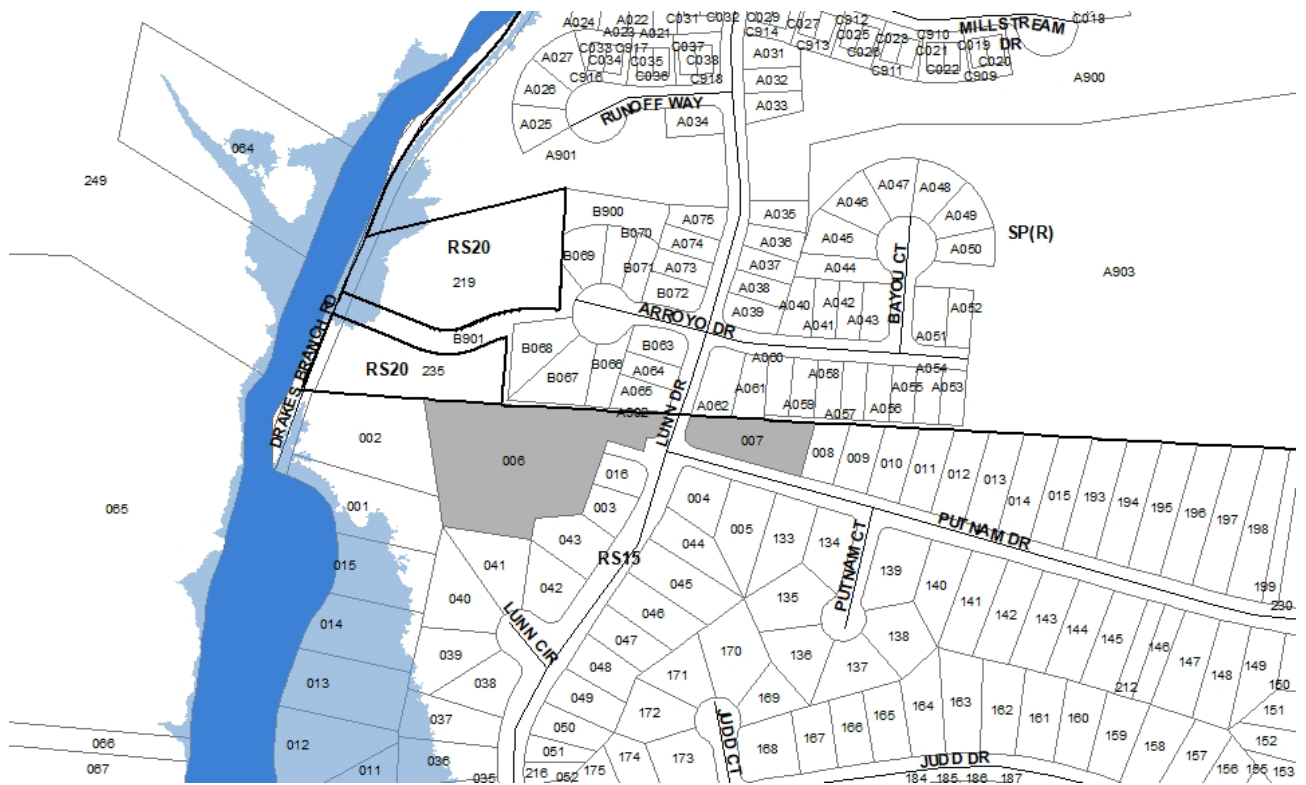 A024
A022
C031
C032
C029
C027
C912
C018
A023
A021
C914
C025
C910
MILLSTREAM
DR
C033
C917
C037
A031
C913
C026
C023
C021
C019
A027
C034
C035
C038
C911
C022
C020
C916
C036
C918
A032
C909
A900
A026
RUNOFF WAY
A033
A025
A034
064
A901
249
A047
A048
A046
B900
A075
A035
A049
B070
A045
A036
A050
SP(R)
RS20
A074
B069
B071
A073
A037
A044
A903
219
B072
A038
BAYOU CT
A039
A040
A042
A052
ARROYO DR
A041
A043
DRAKES BRANCH RD
B901
B068
B063
A051
RS20
235
B066
A064
A060
A054
B067
A065
A061
A058
A055
A053
LUNN DR
A062
A059
A057
A056
A902
002
007
006
008
009
010
011
012
013
014
015
193
194
195
196
197
198
016
065
001
003
004
005
133
134
PUTNAM DR
043
044
PUTNAM CT
RS15
015
041
045
139
042
140
199
040
135
141
230
LUNN CIR
046
142
143
014
144
138
145
146
047
136
147
039
170
137
149
048
171
148
013
038
150
049
169
212
164
163
151
037
172
162
161
160
050
JUDD CT
165
166
159
152
066
012
167
158
051
168
157
067
011
036
035
216
052
175
174
173
JUDD DR
156
155
153
184
185
186
187